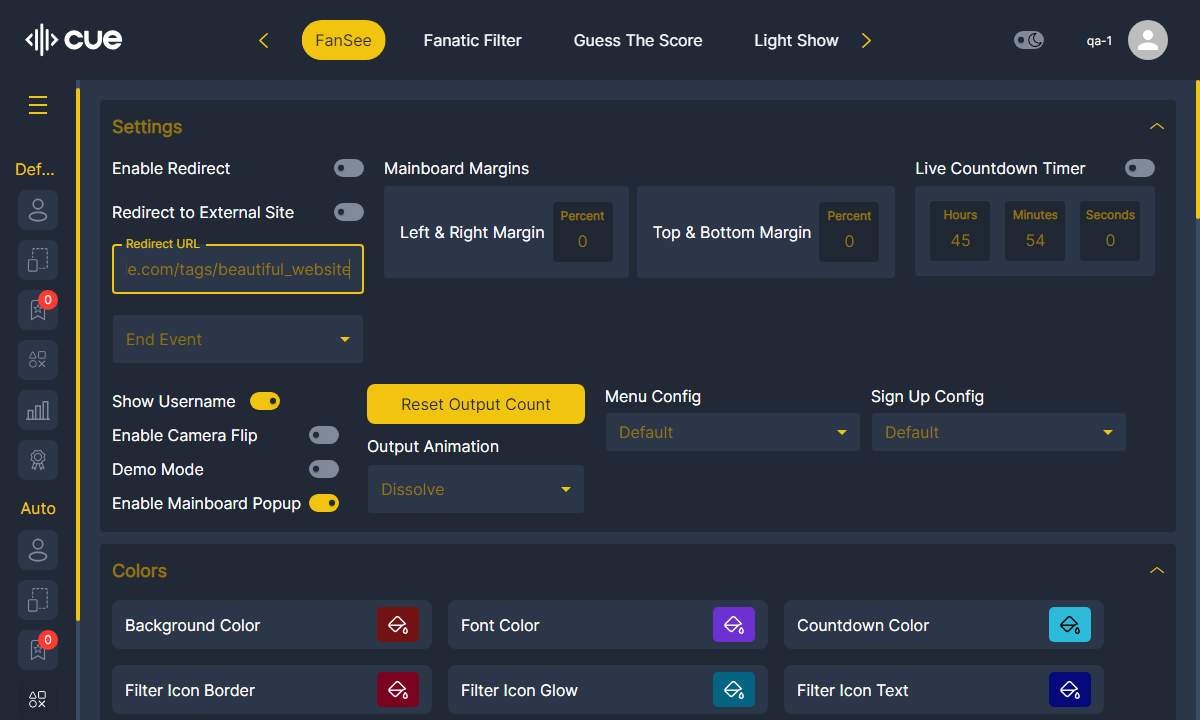 cue
FanSee
Fanatic Filter
Guess The Score
Light Show
qa-1
Def...
0
Auto
0
Settings
Enable Redirect
Redirect to External Site
Redirect URL
e.com/tags/beautiful_website
End Event
Mainboard Margins
Left & Right Margin
Percent
0
Top & Bottom Margin
Percent
0
Live Countdown Timer
Hours
45
Minutes
54
Seconds
0
Show Username
Enable Camera Flip
Demo Mode
Enable Mainboard Popup
Reset Output Count
Output Animation
Dissolve
Menu Config
Default
Sign Up Config
Default
Colors
Background Color
Font Color
Countdown Color
Filter Icon Border
Filter Icon Glow
Filter Icon Text